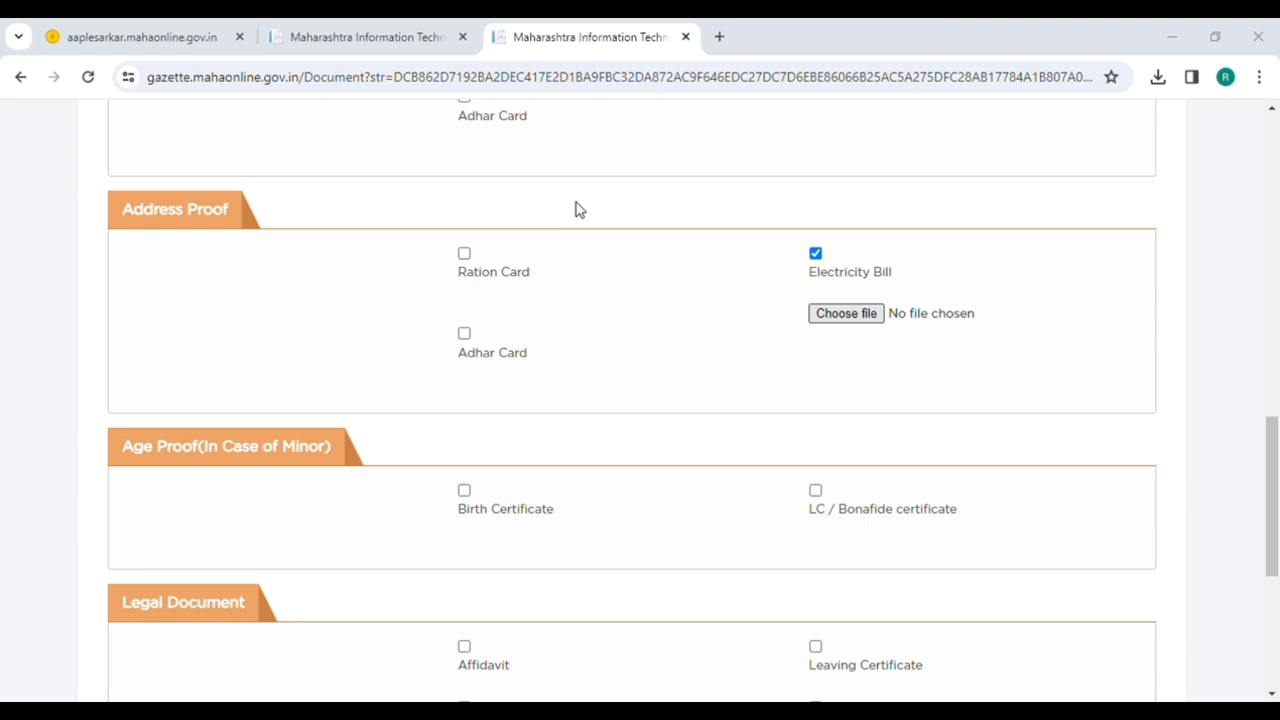 aaplesarkar.mahaonline.gov.in
Maharashtra Information Techn
Maharashtra Information Techn
gazette.mahaonline.gov.in/Document?str=DCB862D7192BA2DEC417E2D1BA9FBC32DA872AC9F646EDC27DC7D6EBE86066B25AC5A275DFC28AB17784A1B807A0...
R
Adhar Card
Address Proof
Ration Card
Electricity Bill
Choose file No file chosen
Adhar Card
Age Proof(In Case of Minor)
Birth Certificate
LC / Bonafide certificate
Legal Document
Affidavit
Leaving Certificate